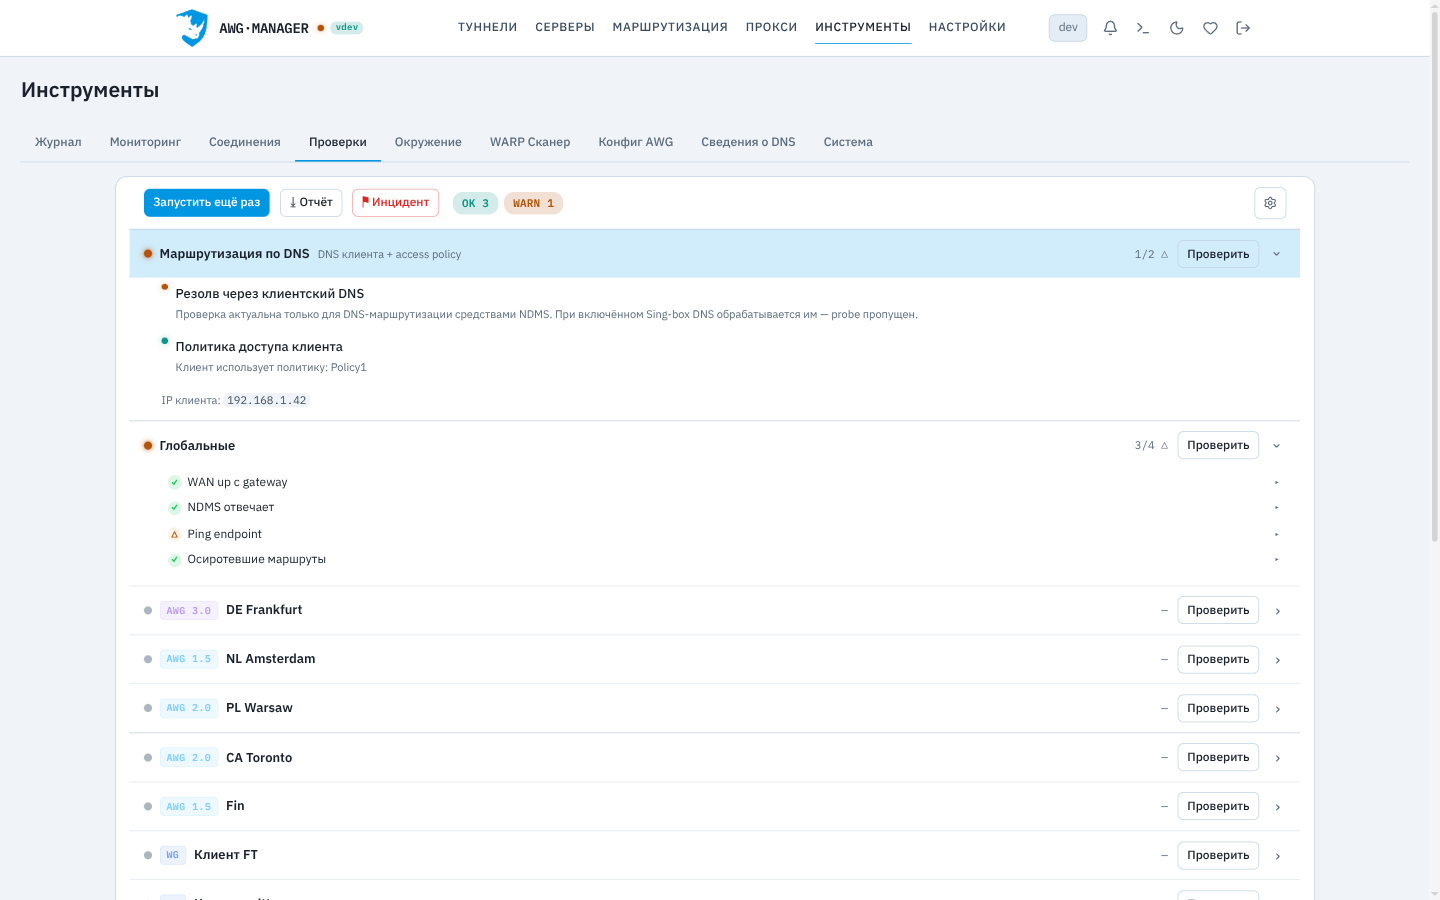 AWG·MANAGER vdev
ТУННЕЛИ СЕРВЕРЫ МАРШРУТИЗАЦИЯ ПРОКСИ ИНСТРУМЕНТЫ НАСТРОЙКИ dev
Инструменты
Журнал Мониторинг Соединения Проверки Окружение WARP Сканер Конфиг AWG Сведения о DNS Система
Запустить ещё раз Отчёт Инцидент OK 3 WARN 1
Маршрутизация по DNS DNS клиента + access policy 1/2 Проверить
Резолв через клиентский DNS
Проверка актуальна только для DNS-маршрутизации средствами NDMS. При включённом Sing-box DNS обрабатывается им — probe пропущен.
Политика доступа клиента
Клиент использует политику: Policy1
IP клиента: 192.168.1.42
Глобальные 3/4 Проверить
WAN up с gateway
NDMS отвечает
Ping endpoint
Осиротевшие маршруты
AWG 3.0 DE Frankfurt — Проверить
AWG 1.5 NL Amsterdam — Проверить
AWG 2.0 PL Warsaw — Проверить
AWG 2.0 CA Toronto — Проверить
AWG 1.5 Fin — Проверить
WG Клиент FT — Проверить